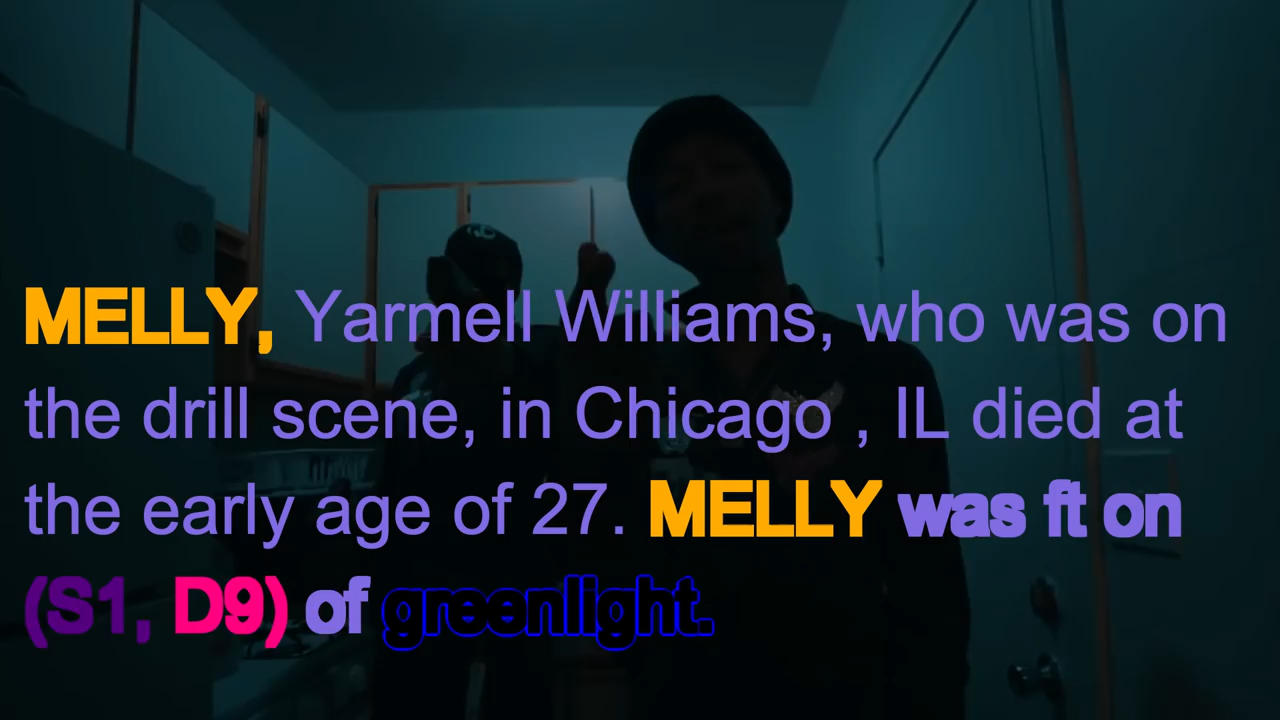 MELLY, Yarmell Williams, who was on
the drill scene, in Chicago , IL died at
the early age of 27. MELLY was ft on
(S1, D9) of greenlight.